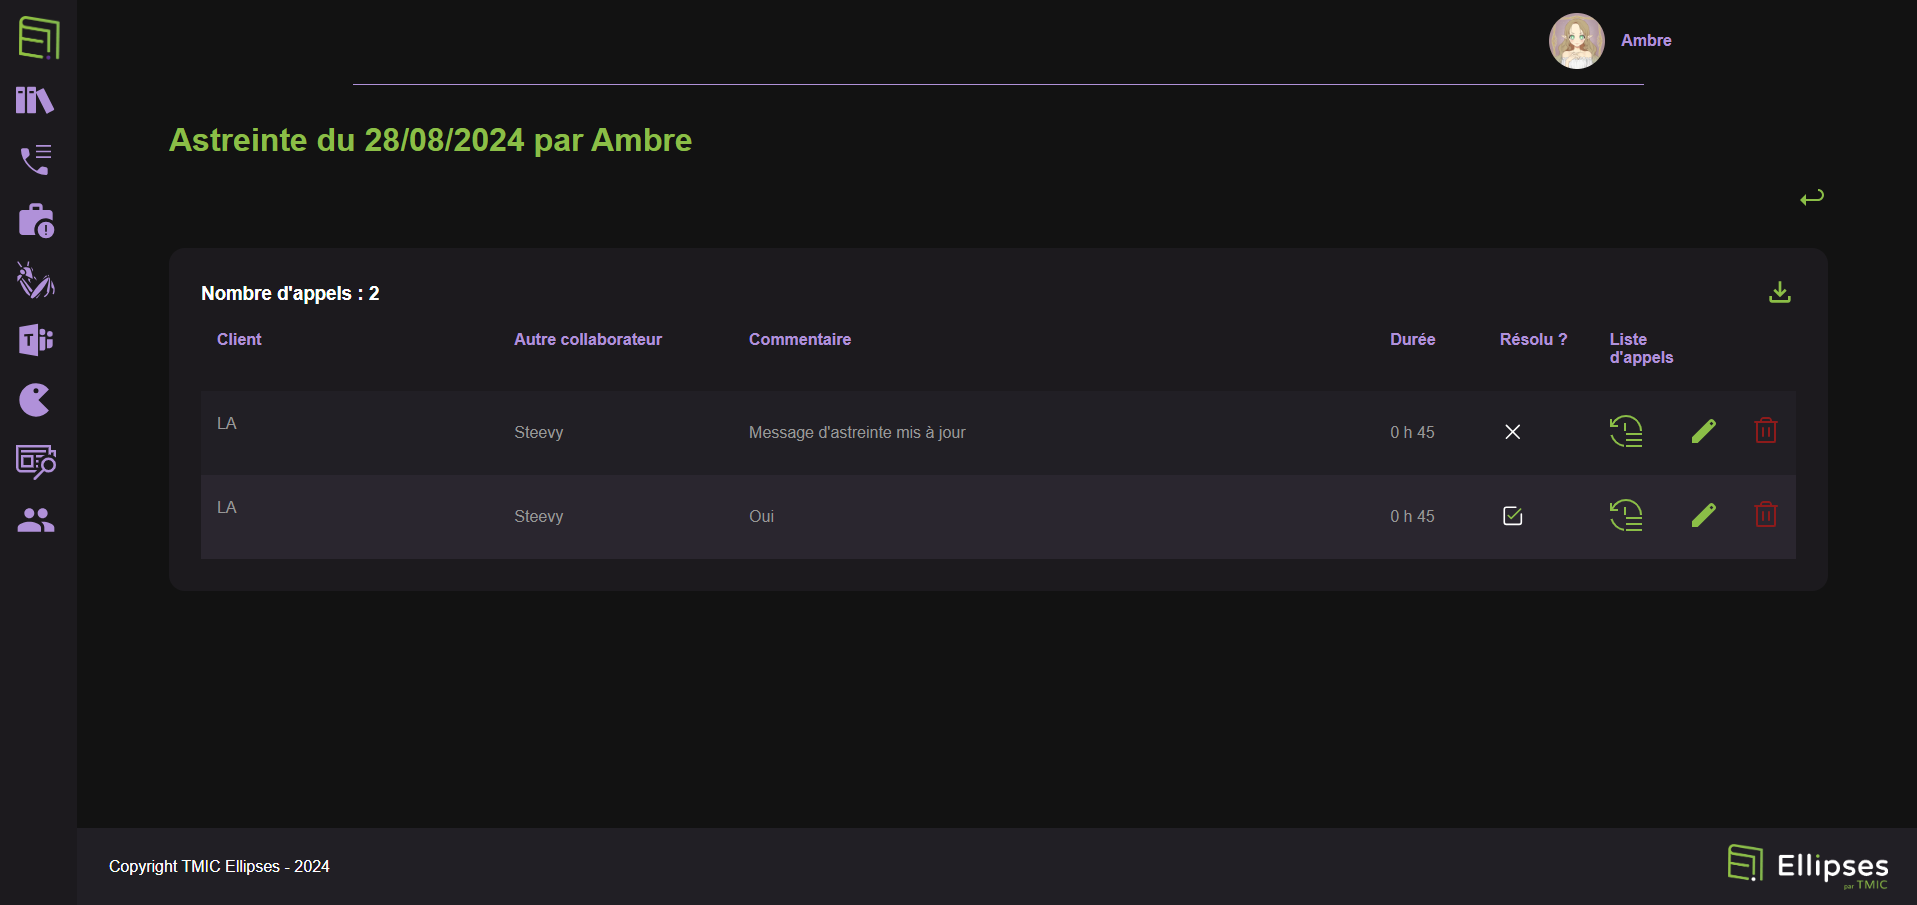 Ambre
Astreinte du 28/08/2024 par Ambre
Nombre d'appels : 2
Client Autre collaborateur Commentaire Durée Résolu ? Liste d'appels
LA Steevy Message d'astreinte mis à jour 0 h 45
LA Steevy Oui 0 h 45
T
Copyright TMIC Ellipses - 2024
Ellipses
par TMIC